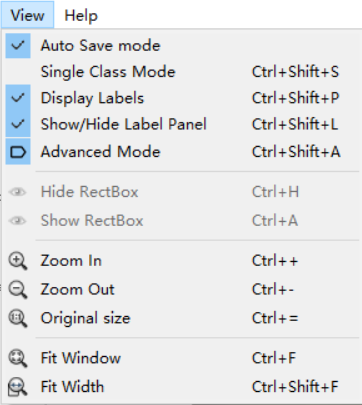 View Help
Auto Save mode
Single Class Mode Ctrl+Shift+S
Display Labels Ctrl+Shift+P
Show/Hide Label Panel Ctrl+Shift+L
Advanced Mode Ctrl+Shift+A
Hide RectBox Ctrl+H
Show RectBox Ctrl+A
Zoom In Ctrl++
Zoom Out Ctrl+-
Original size Ctrl+=
Fit Window Ctrl+F
Fit Width Ctrl+Shift+F